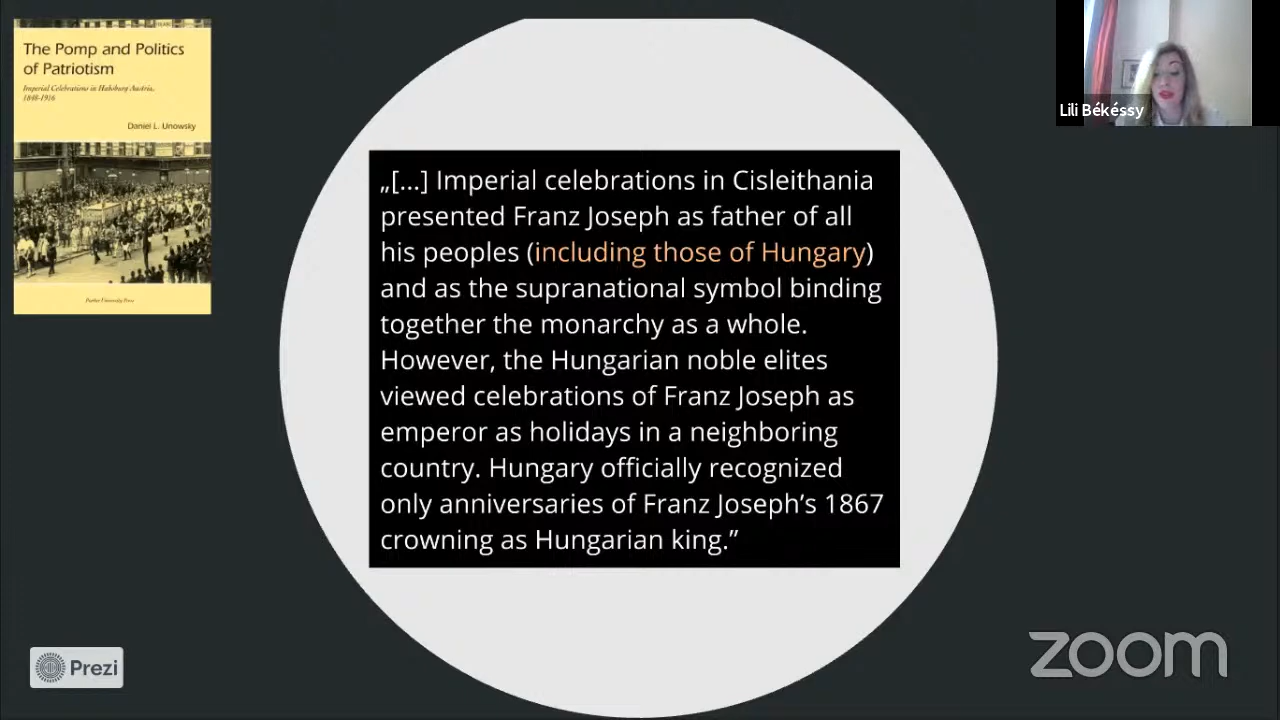 The Pomp and Politics
of Patriotism
Imperial Celebrations in Habsburg Austria,
1848-1916
Daniel L. Unowsky
Purdue University Press
„[...] Imperial celebrations in Cisleithania
presented Franz Joseph as father of all
his peoples (including those of Hungary)
and as the supranational symbol binding
together the monarchy as a whole.
However, the Hungarian noble elites
viewed celebrations of Franz Joseph as
emperor as holidays in a neighboring
country. Hungary officially recognized
only anniversaries of Franz Joseph’s 1867
crowning as Hungarian king.”
Lili Békéssy
Prezi
zoom